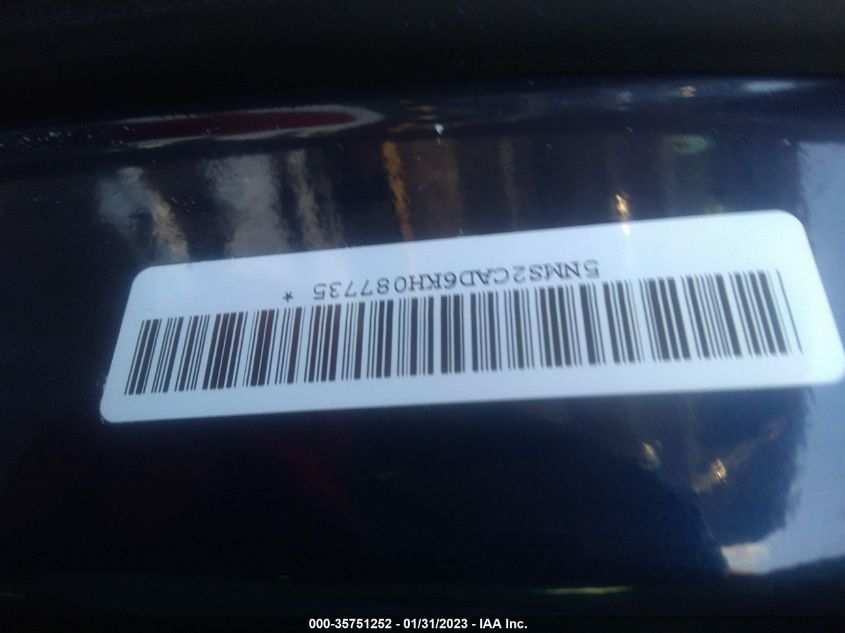 5NMS2CAD6KH087735 *
000-35751252 - 01/31/2023 - IAA Inc.